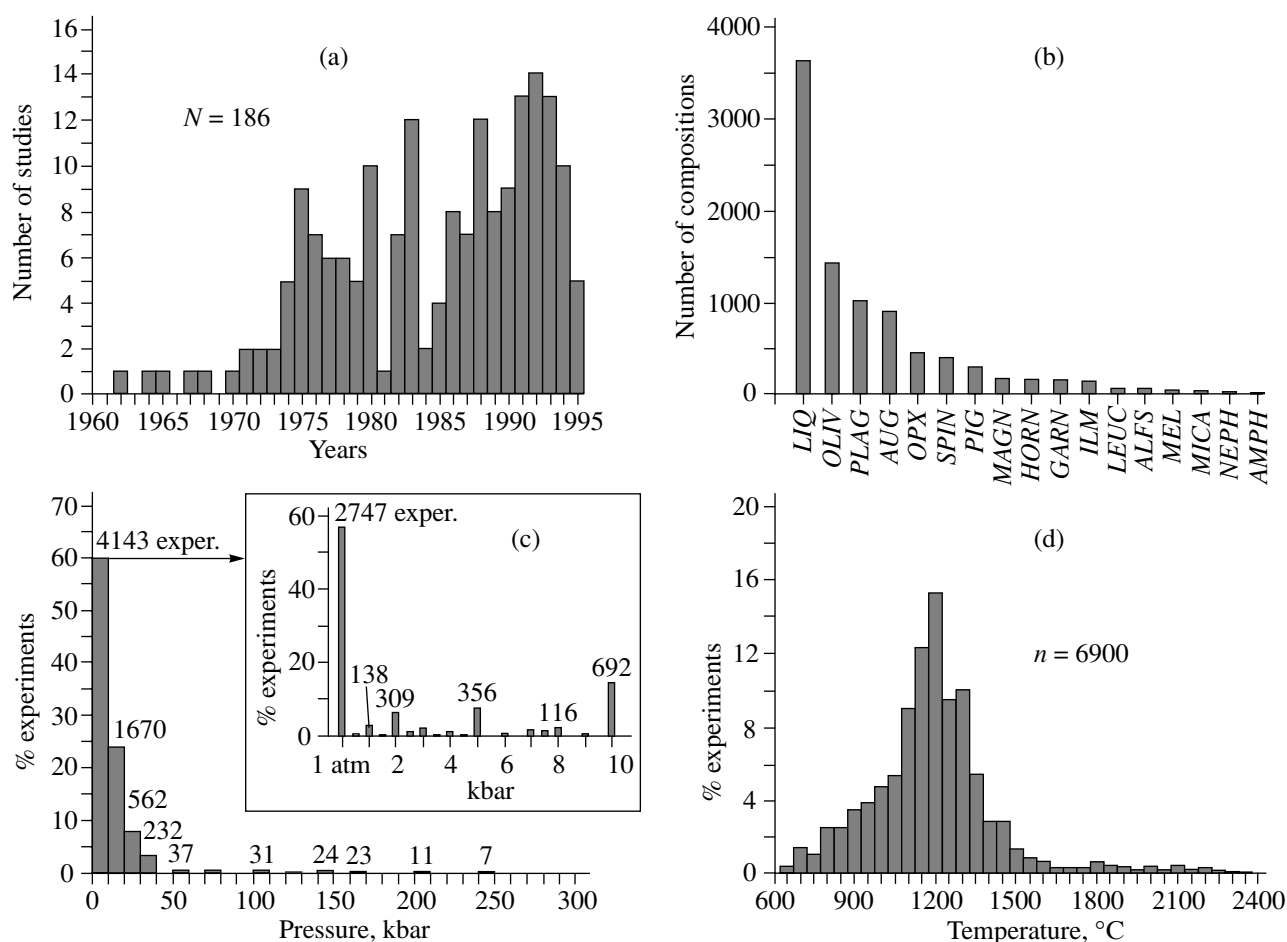 16
14
12
10
8
6
4
2
0
Number of studies
(a)
N = 186
1960 1965 1970 1975 1980 1985 1990 1995
Years
4000
3000
2000
1000
0
Number of compositions
(b)
LIQ
OLIV
PLAG
AUG
OPX
SPIN
PIG
MAGN
HORN
GARN
ILM
LEUC
ALFS
MEL
MICA
NEPH
AMPH
70
60
50
40
30
20
10
0
% experiments
4143 exper.
1670
562
232
37
31
24
23
11
7
0 50 100 150 200 250 300
Pressure, kbar
60
40
20
0
% experiments
2747 exper.
(c)
138
309
356
116
692
1 atm 2 4 6 8 10
kbar
20
16
12
8
4
0
% experiments
(d)
n = 6900
600 900 1200 1500 1800 2100 2400
Temperature, °C